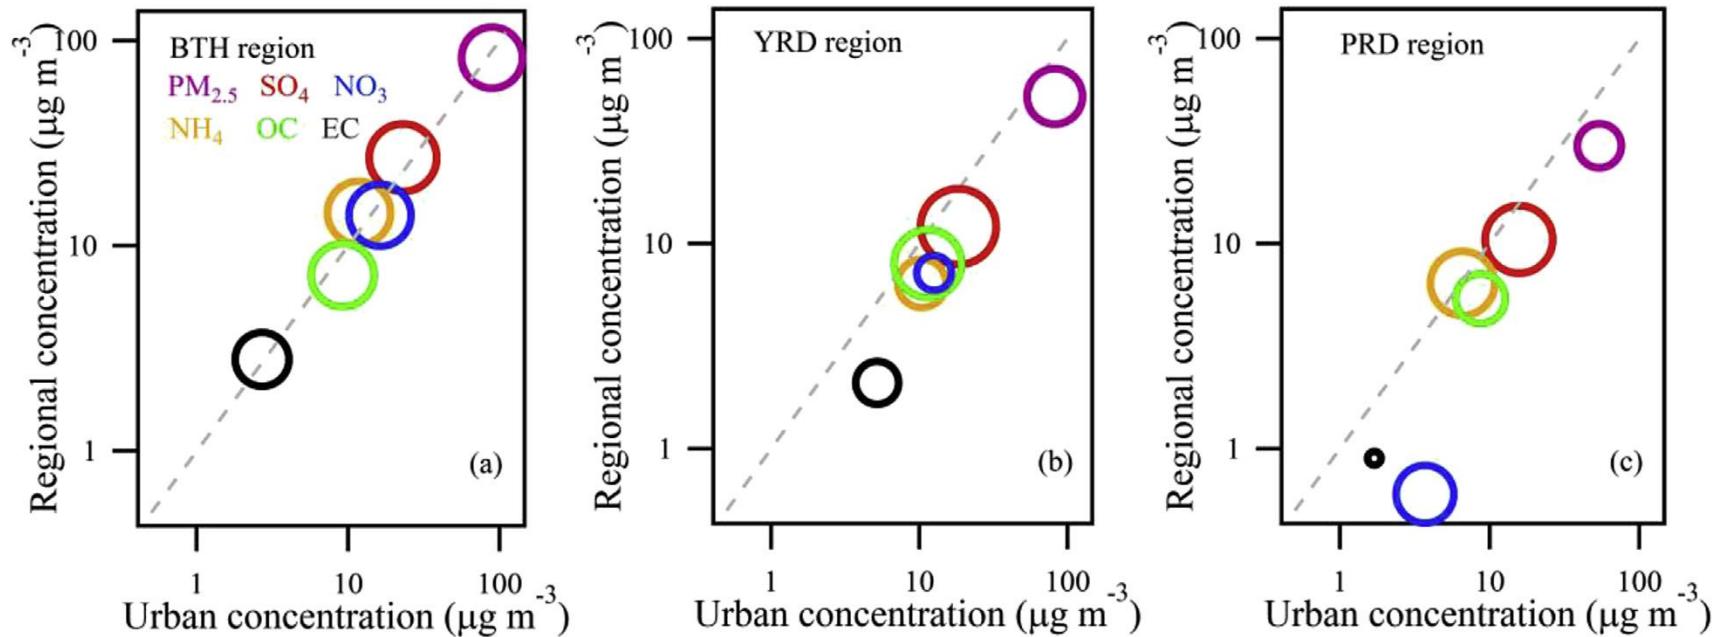 BTH region
PM2.5 SO4 NO3
NH4 OC EC
Regional concentration (μg m-3)
100
10
1
(a)
1 10 100
Urban concentration (μg m-3)
YRD region
Regional concentration (μg m-3)
100
10
1
(b)
1 10 100
Urban concentration (μg m-3)
PRD region
Regional concentration (μg m-3)
100
10
1
(c)
1 10 100
Urban concentration (μg m-3)